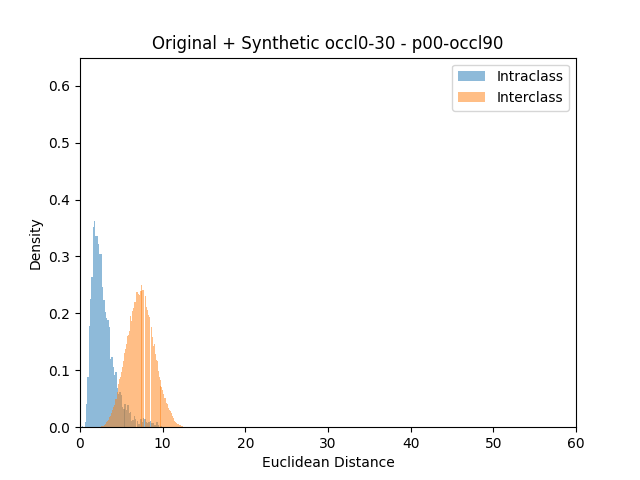 Original + Synthetic occl0-30 - p00-occl90
Intraclass
Interclass
0.6
0.5
0.4
0.3
0.2
0.1
0.0
Density
0 10 20 30 40 50 60
Euclidean Distance